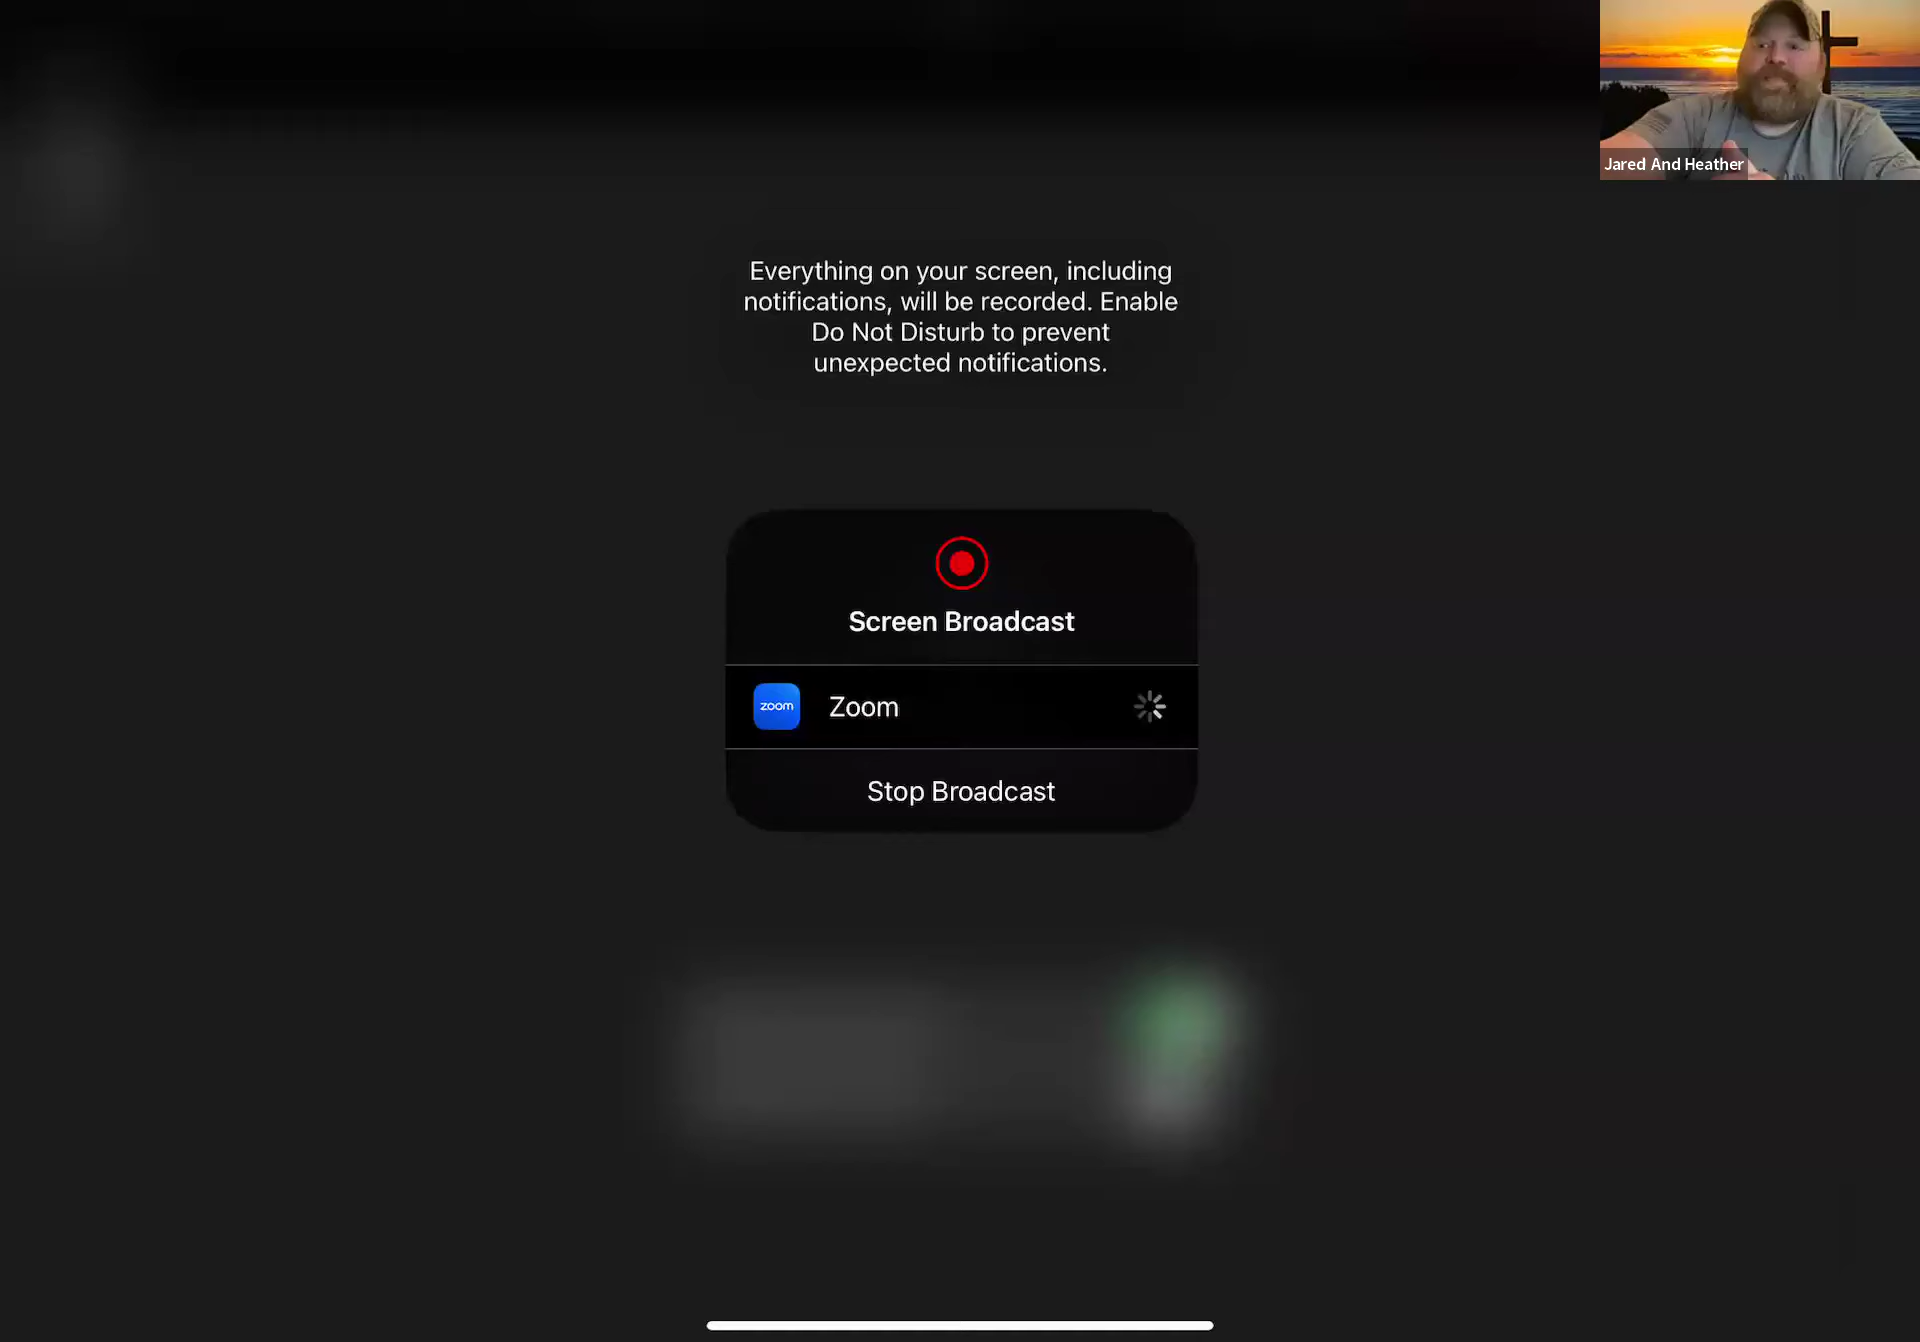 Jared And Heather
Everything on your screen, including
notifications, will be recorded. Enable
Do Not Disturb to prevent
unexpected notifications.
Screen Broadcast
zoom
Zoom
Stop Broadcast